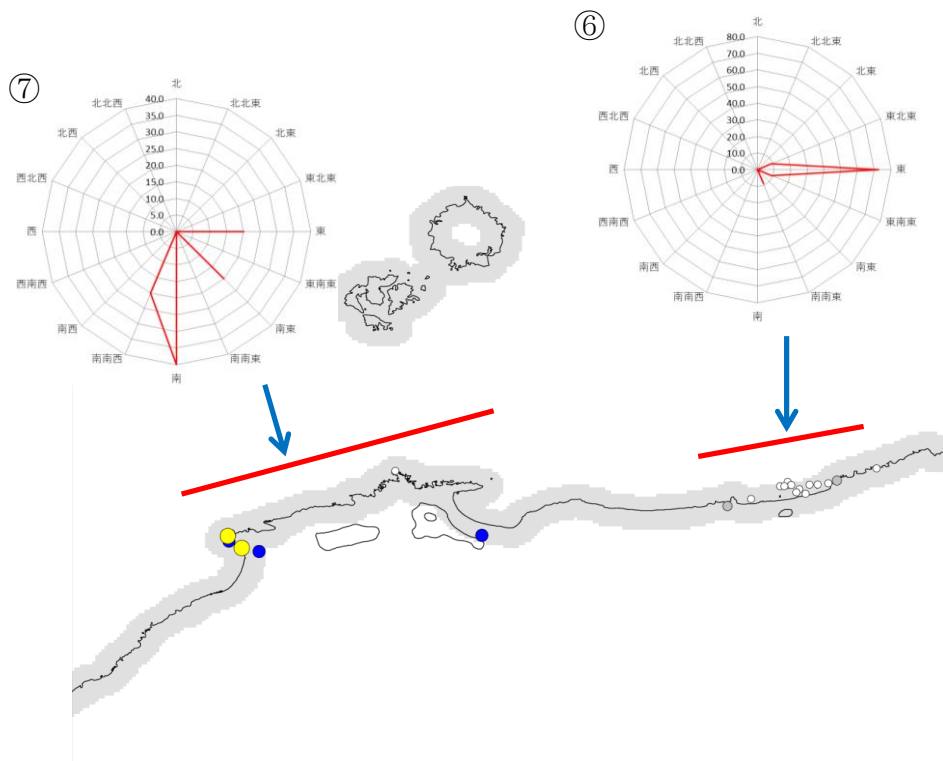 ⑦
北
北北東
北東
東北東
東
東南東
南東
南南東
南
南南西
南西
西南西
西
西北西
北西
北北西
40.0
35.0
30.0
25.0
20.0
15.0
10.0
5.0
0.0
⑥
北
北北東
北東
東北東
東
東南東
南東
南南東
南
南南西
南西
西南西
西
西北西
北西
北北西
80.0
70.0
60.0
50.0
40.0
30.0
20.0
10.0
0.0